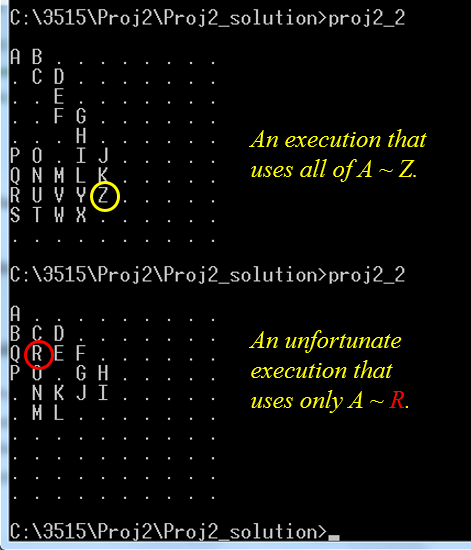 C:\3515\Proj2\Proj2_solution>proj2_2
A B . . . . . . . .
. C D . . . . . . .
. . E . . . . . . .
. . F G . . . . . .
. . . H . . . . . .
P O . I J . . . . .
Q N M L K . . . . .
R U V Y Z . . . . .
S T W X . . . . . .
. . . . . . . . . .
An execution that
uses all of A ~ Z.
C:\3515\Proj2\Proj2_solution>proj2_2
A . . . . . . . . .
B C D . . . . . . .
Q R E F . . . . . .
P O . G H . . . . .
. N K J I . . . . .
. M L . . . . . . .
. . . . . . . . . .
. . . . . . . . . .
. . . . . . . . . .
. . . . . . . . . .
An unfortunate
execution that
uses only A ~ R.
C:\3515\Proj2\Proj2_solution>_